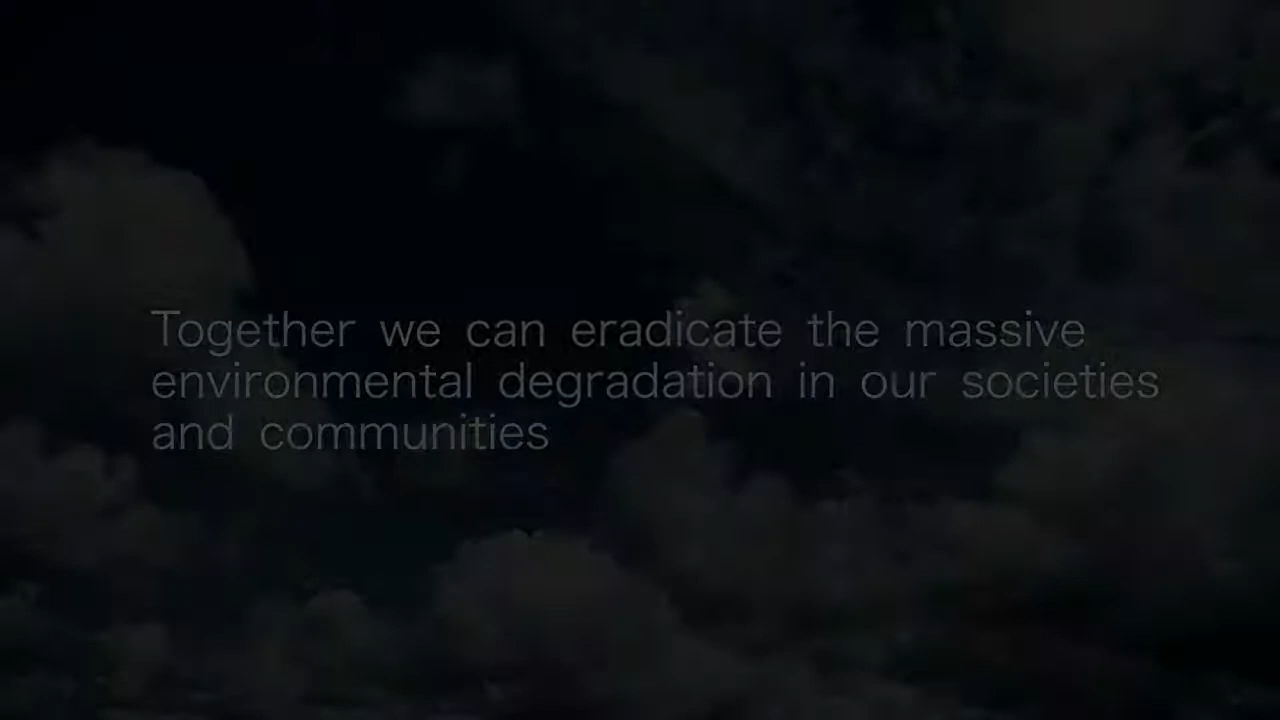 Together we can eradicate the massive
environmental degradation in our societies
and communities